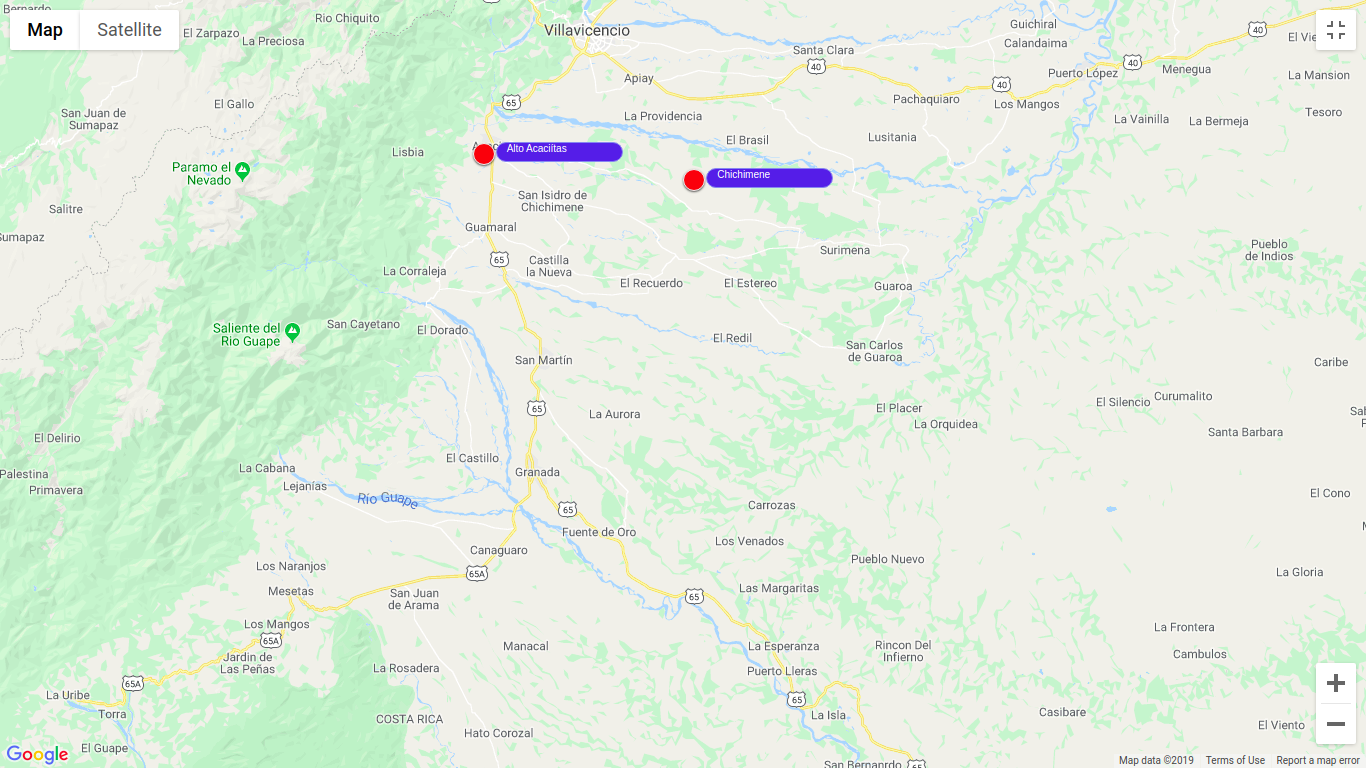 Bernardo
Map
Satellite
Rio Chiquito
El Zarpazo
La Preciosa
Villavicencio
Guichiral
Calandaima
Santa Clara
40
El Vie
40
40
Puerto López
Menegua
La Mansion
Apiay
40
El Gallo
65
Pachaquiaro
Los Mangos
San Juan de
Sumapaz
La Providencia
La Vainilla
La Bermeja
Tesoro
El Brasil
Lusitania
Lisbia
Alto Acaciítas
Paramo el
Nevado
Chichimene
San Isidro de
Chichimene
Salitre
Sumapaz
Guamaral
Surimena
Pueblo
de Indios
65
Castilla
la Nueva
La Corraleja
El Recuerdo
El Estereo
Guaroa
Saliente del
Rio Guape
San Cayetano
El Dorado
El Redil
San Carlos
de Guaroa
San Martín
Caribe
65
La Aurora
El Placer
La Orquidea
El Silencio
Curumalito
Santa Barbara
El Delirio
La Cabana
El Castillo
Granada
Palestina
Primavera
Lejanías
Río Guape
65
Carrozas
El Cono
Fuente de Oro
Los Venados
Canaguaro
Pueblo Nuevo
Los Naranjos
65A
La Gloria
Mesetas
San Juan
de Arama
65
Las Margaritas
Los Mangos
65A
La Frontera
Manacal
La Esperanza
Rincon Del
Infierno
Cambulos
Jardin de
Las Peñas
La Rosadera
Puerto Lleras
65A
La Uribe
65
Torra
COSTA RICA
La Isla
Casibare
El Guape
Hato Corozal
El Viento
San Bernanrdo
65
Google
Map data ©2019
Terms of Use
Report a map error